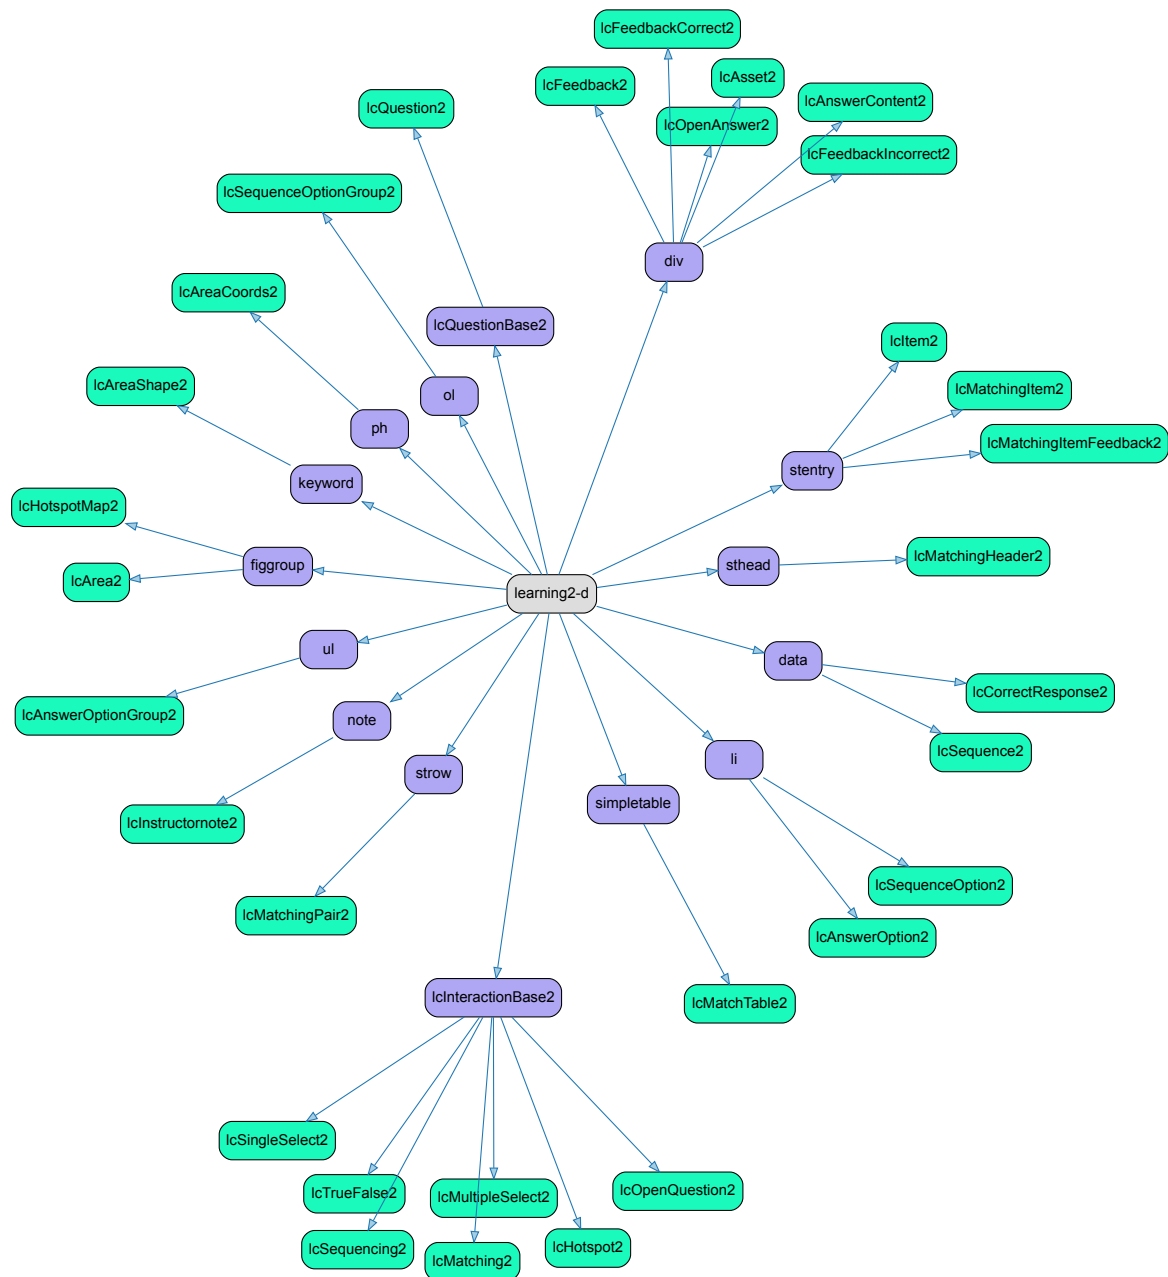 lcFeedbackCorrect2
lcFeedback2
lcAsset2
lcQuestion2
lcAnswerContent2
lcOpenAnswer2
lcFeedbackIncorrect2
lcSequenceOptionGroup2
div
lcAreaCoords2
lcQuestionBase2
lcItem2
lcAreaShape2
ol
lcMatchingItem2
ph
lcMatchingItemFeedback2
stentry
keyword
lcHotspotMap2
lcMatchingHeader2
figgroup
sthead
lcArea2
learning2-d
ul
data
lcCorrectResponse2
lcAnswerOptionGroup2
note
lcSequence2
li
strow
simpletable
lcInstructornote2
lcSequenceOption2
lcMatchingPair2
lcAnswerOption2
lcInteractionBase2
lcMatchTable2
lcSingleSelect2
lcOpenQuestion2
lcTrueFalse2
lcMultipleSelect2
lcHotspot2
lcSequencing2
lcMatching2